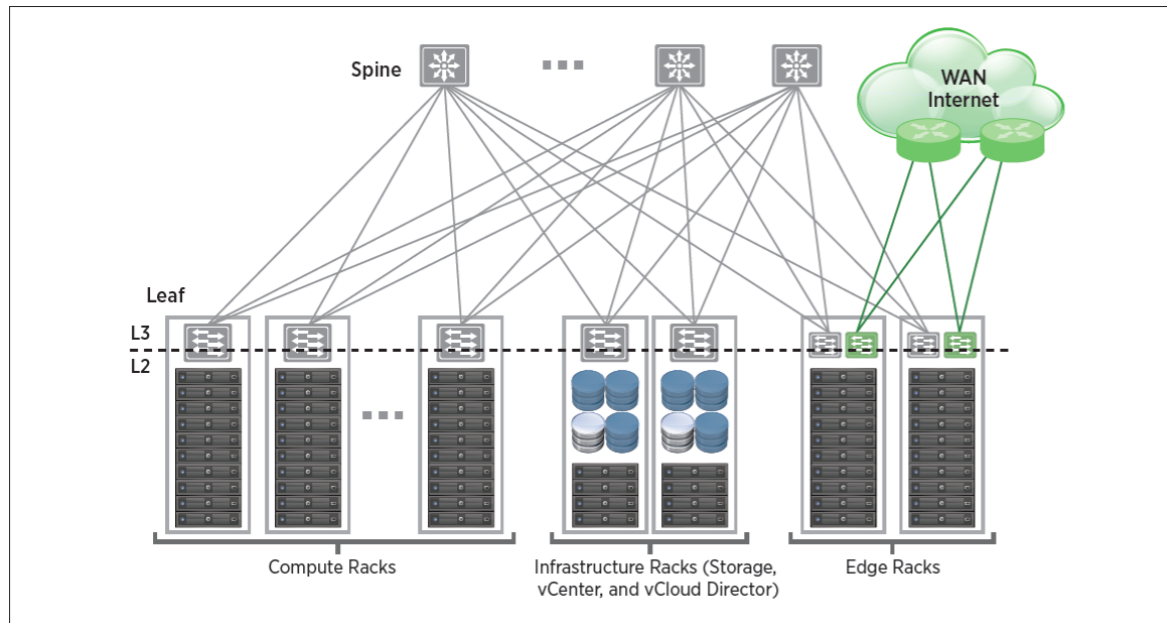 Spine
WAN
Internet
Leaf
L3
L2
Compute Racks
Infrastructure Racks (Storage,
vCenter, and vCloud Director)
Edge Racks